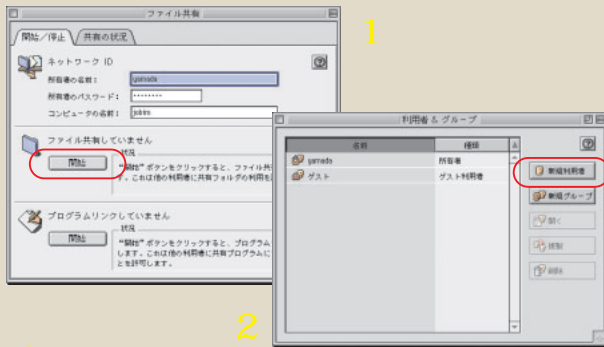 ファイル共有
1
開始／停止
共有の状況
ネットワーク ID
所有者の名前：
yamada
所有者のパスワード：
••••••••
コンピュータの名前：
ファイル共有していません
状況
開始
“開始”ボタンをクリックすると、ファイル共
す。これは他の利用者に共有フォルダの利用を
プログラムリンクしていません
状況
開始
“開始”ボタンをクリックすると、プログラム
します。これは他の利用者に共有プログラムに
とを許可します。
2
利用者 & グループ
名前
種類
yamada
所有者
ゲスト
ゲスト利用者
新規利用者
新規グループ
開く
複製
削除